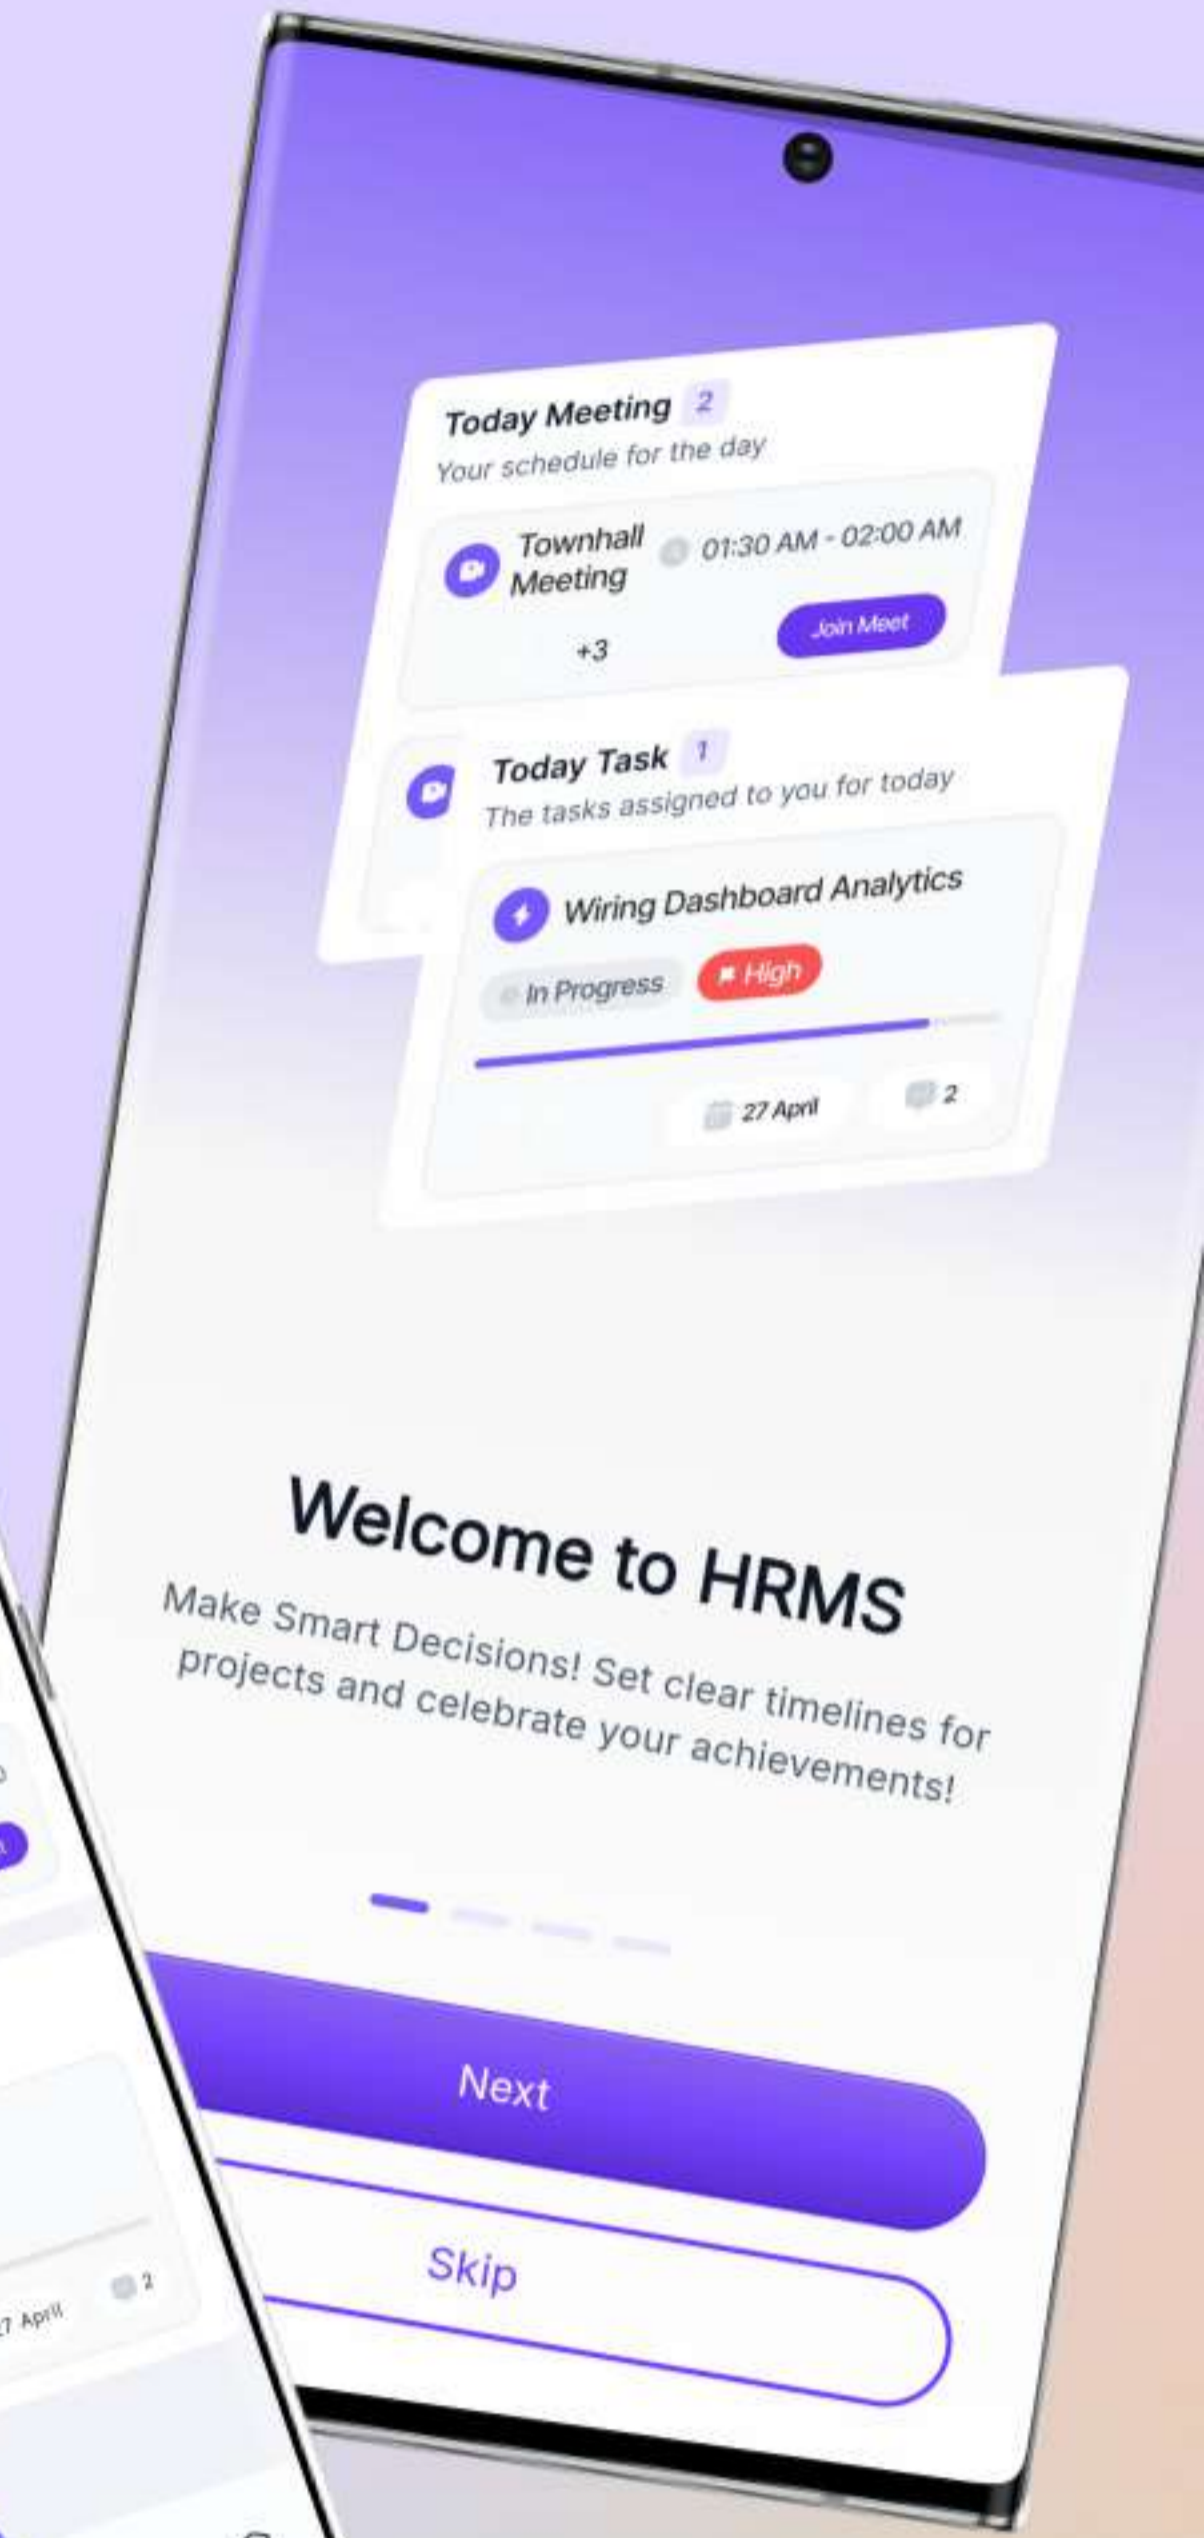 Today Meeting 2
Your schedule for the day
Townhall
Meeting
01:30 AM - 02:00 AM
+3
Join Meet
Today Task 1
The tasks assigned to you for today
Wiring Dashboard Analytics
In Progress
High
27 April
2
Welcome to HRMS
Make Smart Decisions! Set clear timelines for
projects and celebrate your achievements!
Next
Skip
27 April
2